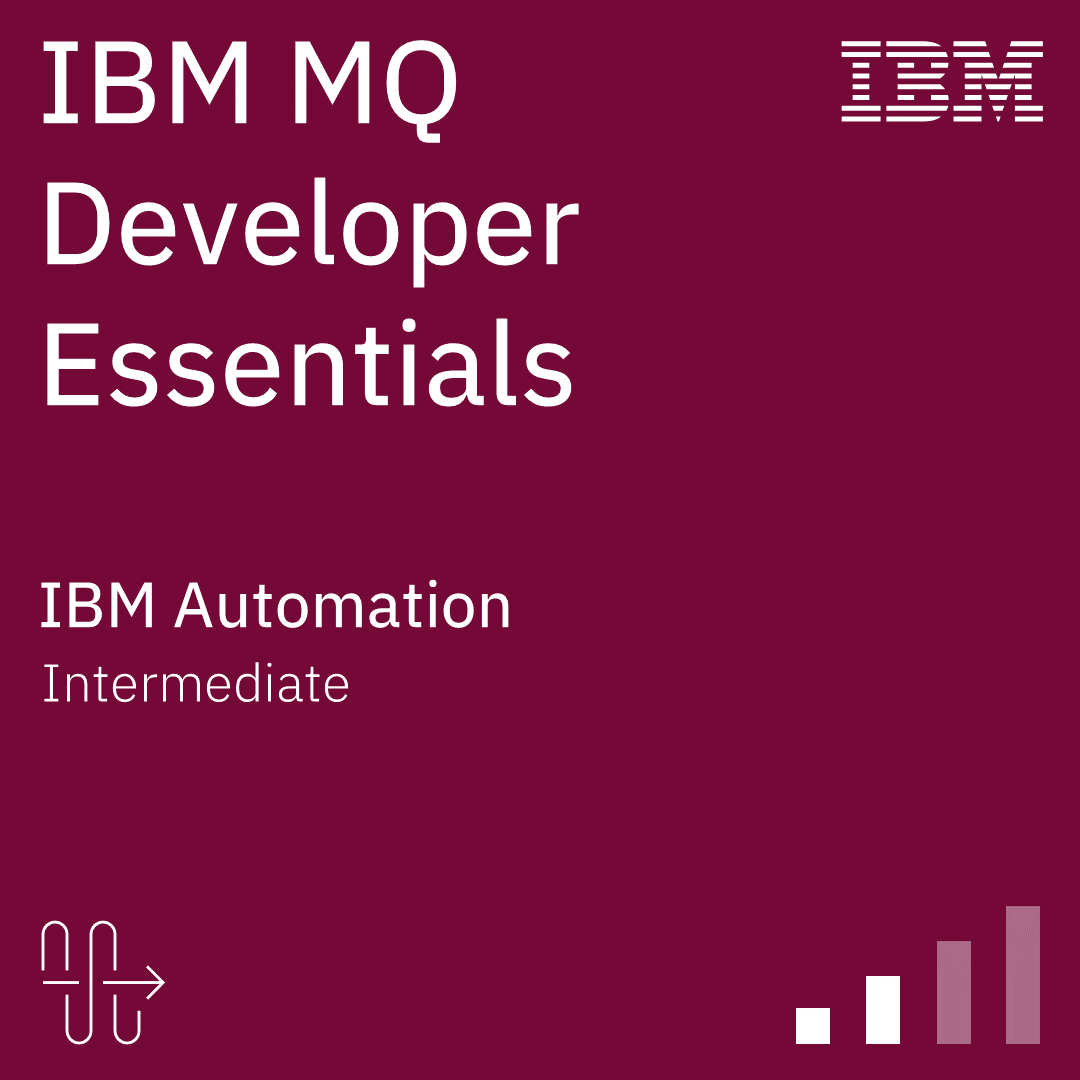 IBM MQ
IBM
Developer
Essentials
IBM Automation
Intermediate